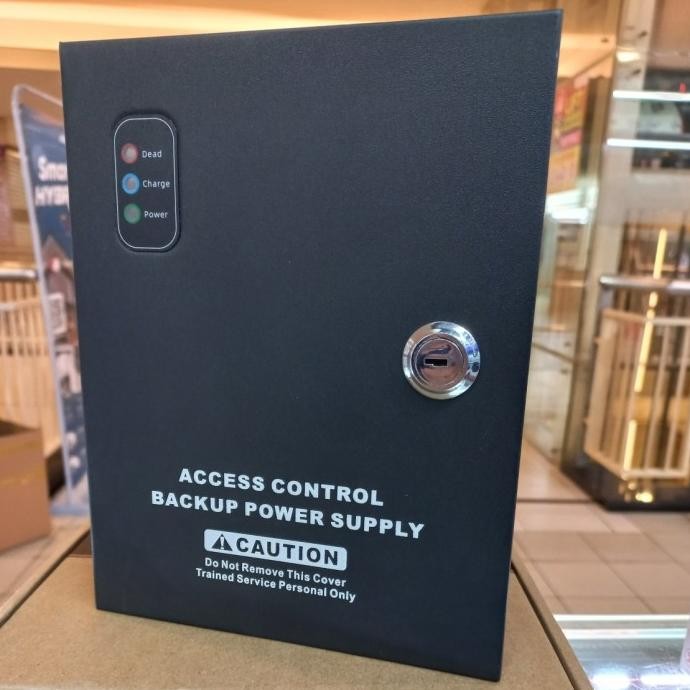 Dead
Charge
Power
ACCESS CONTROL
BACKUP POWER SUPPLY
CAUTION
Do Not Remove This Cover
Trained Service Personal Only